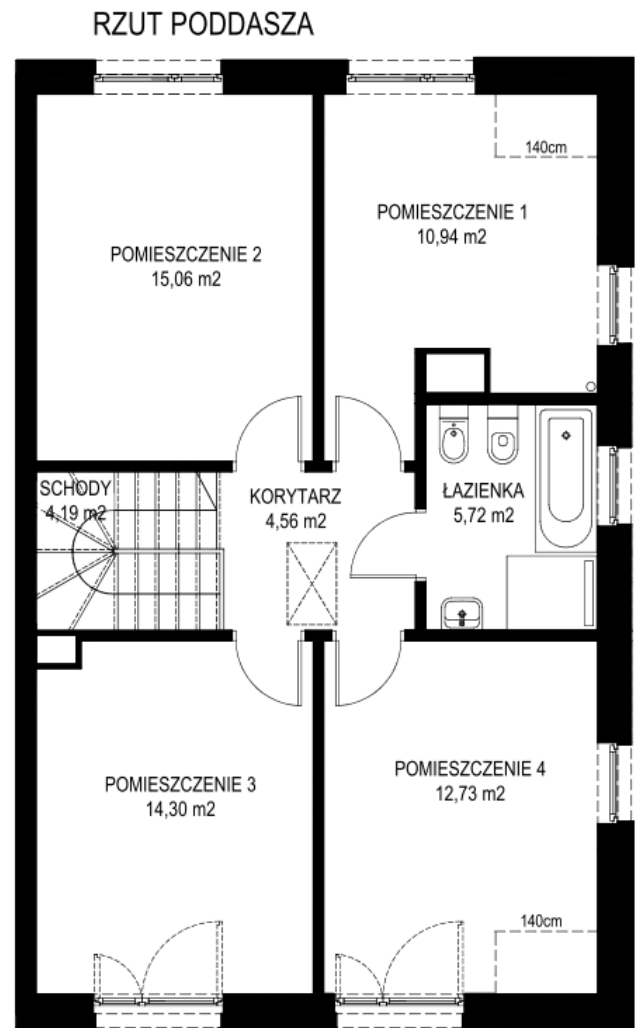 RZUT PODDASZA
140cm
POMIESZCZENIE 1
10,94 m2
POMIESZCZENIE 2
15,06 m2
SCHODY
4,19 m2
KORYTARZ
4,56 m2
ŁAZIENKA
5,72 m2
POMIESZCZENIE 3
14,30 m2
POMIESZCZENIE 4
12,73 m2
140cm